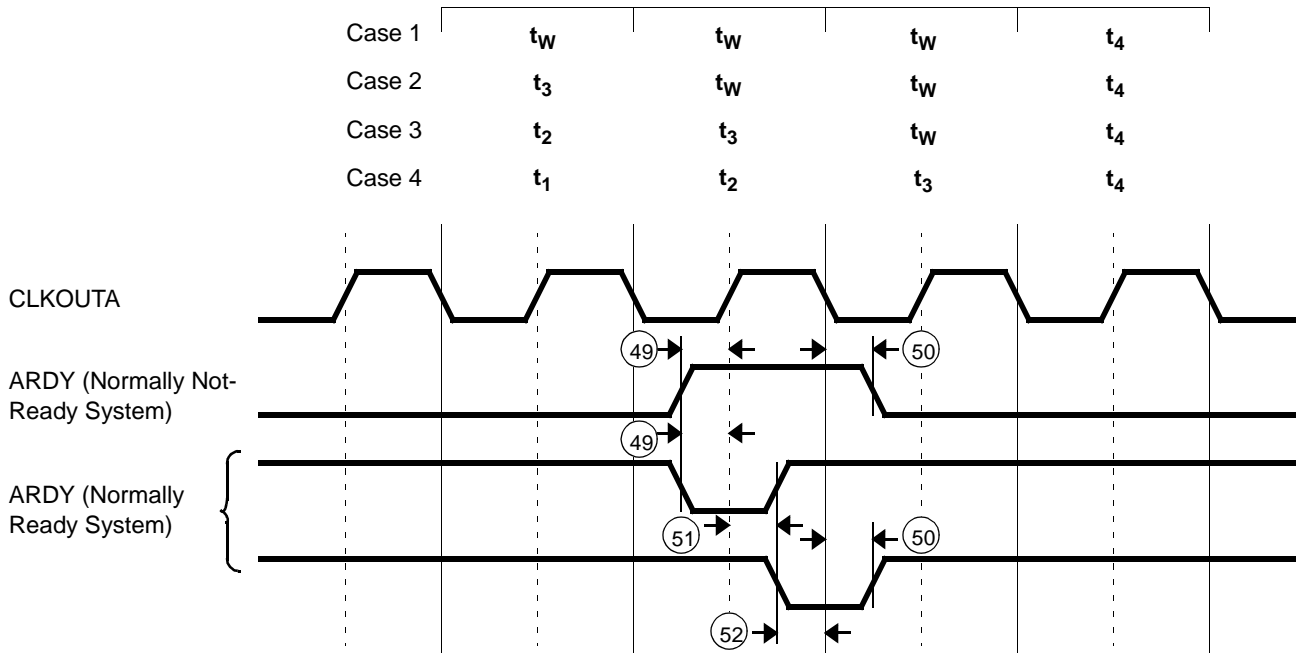 Case 1 tW tW tW t4
Case 2 t3 tW tW t4
Case 3 t2 t3 tW t4
Case 4 t1 t2 t3 t4
CLKOUTA
49 50
ARDY (Normally Not-
Ready System)
49
ARDY (Normally
Ready System)
51 50
52